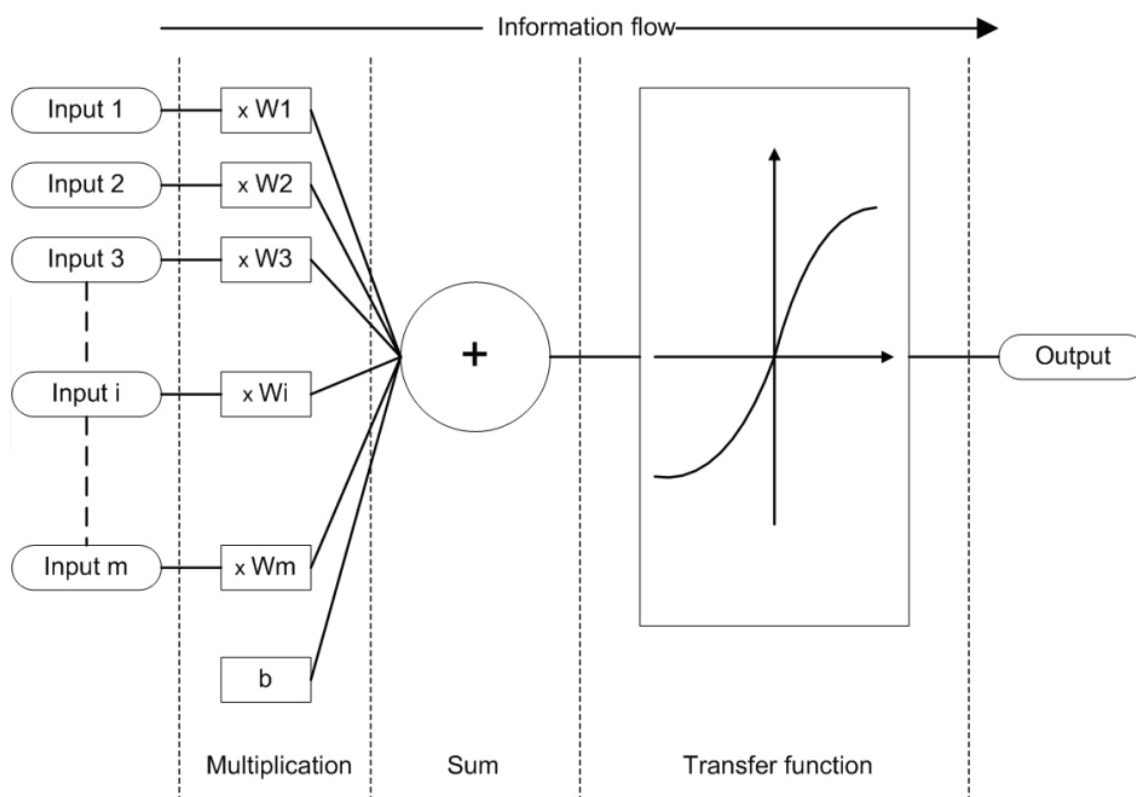 Information flow
Input 1
x W1
Input 2
x W2
Input 3
x W3
+
Output
Input i
x Wi
Input m
x Wm
b
Multiplication
Sum
Transfer function